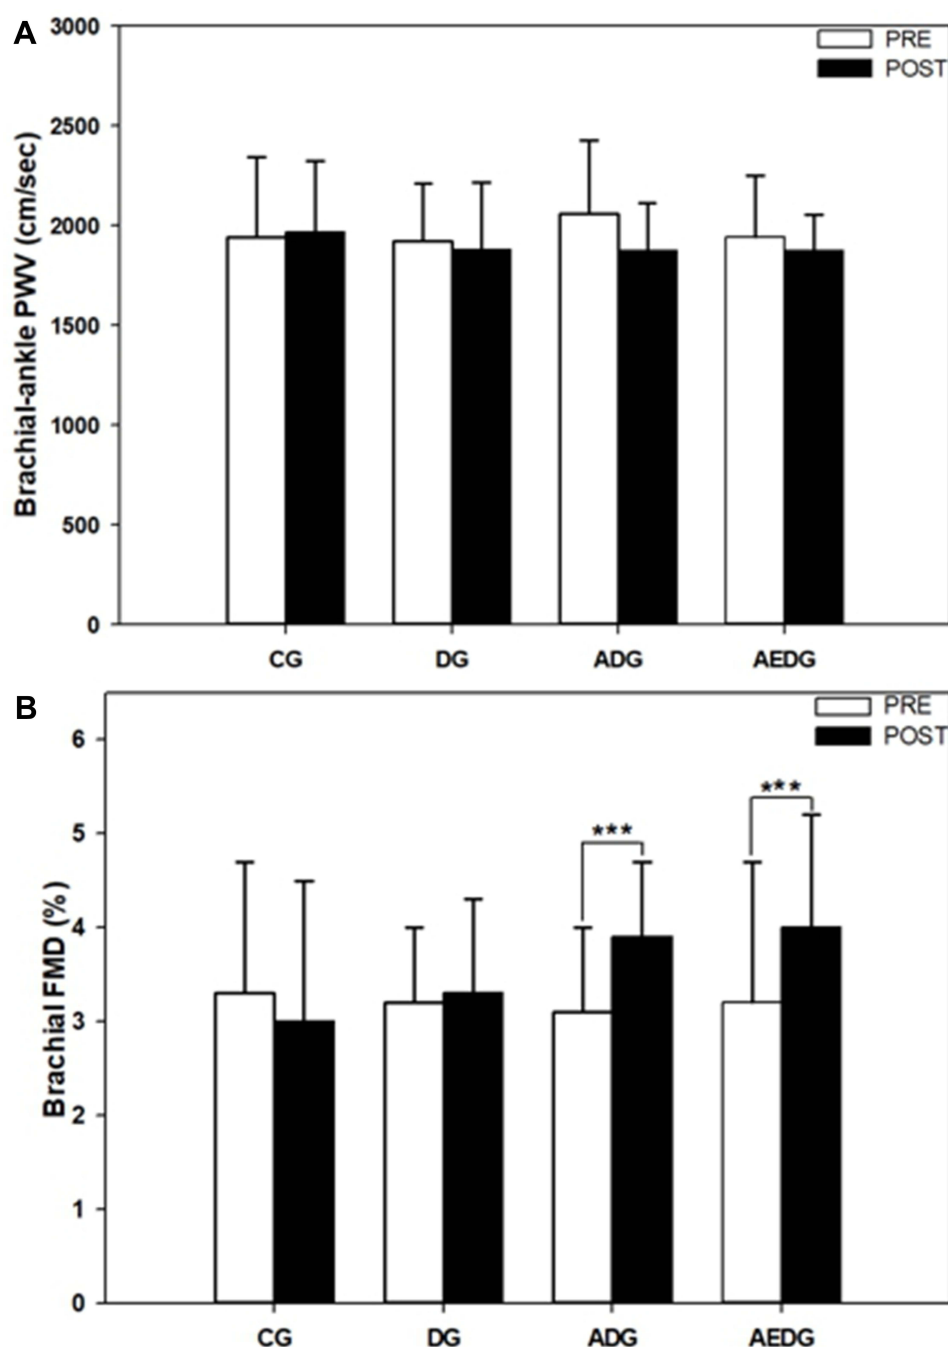 A
Brachial-ankle PWV (cm/sec)
3000
2500
2000
1500
1000
500
0
PRE
POST
CG DG ADG AEDG
B
Brachial FMD (%)
6
5
4
3
2
1
0
PRE
POST
***
***
CG DG ADG AEDG